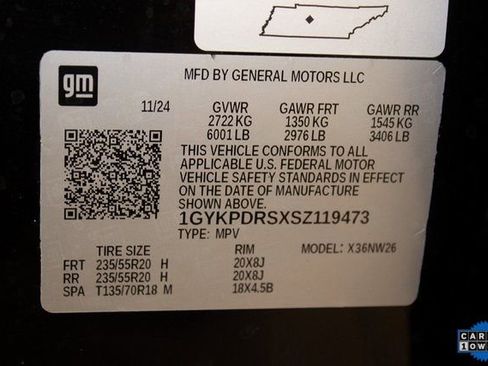 gm
MFD BY GENERAL MOTORS LLC
11/24 GVWR GAWR FRT GAWR RR
2722 KG 1350 KG 1545 KG
6001 LB 2976 LB 3406 LB
THIS VEHICLE CONFORMS TO ALL
APPLICABLE U.S. FEDERAL MOTOR
VEHICLE SAFETY STANDARDS IN EFFECT
ON THE DATE OF MANUFACTURE
SHOWN ABOVE.
1GYKPDRSXSZ119473
TYPE: MPV
TIRE SIZE RIM MODEL: X36NW26
FRT 235/55R20 H 20X8J
RR 235/55R20 H 20X8J
SPA T135/70R18 M 18X4.5B
CAR
1 OWN